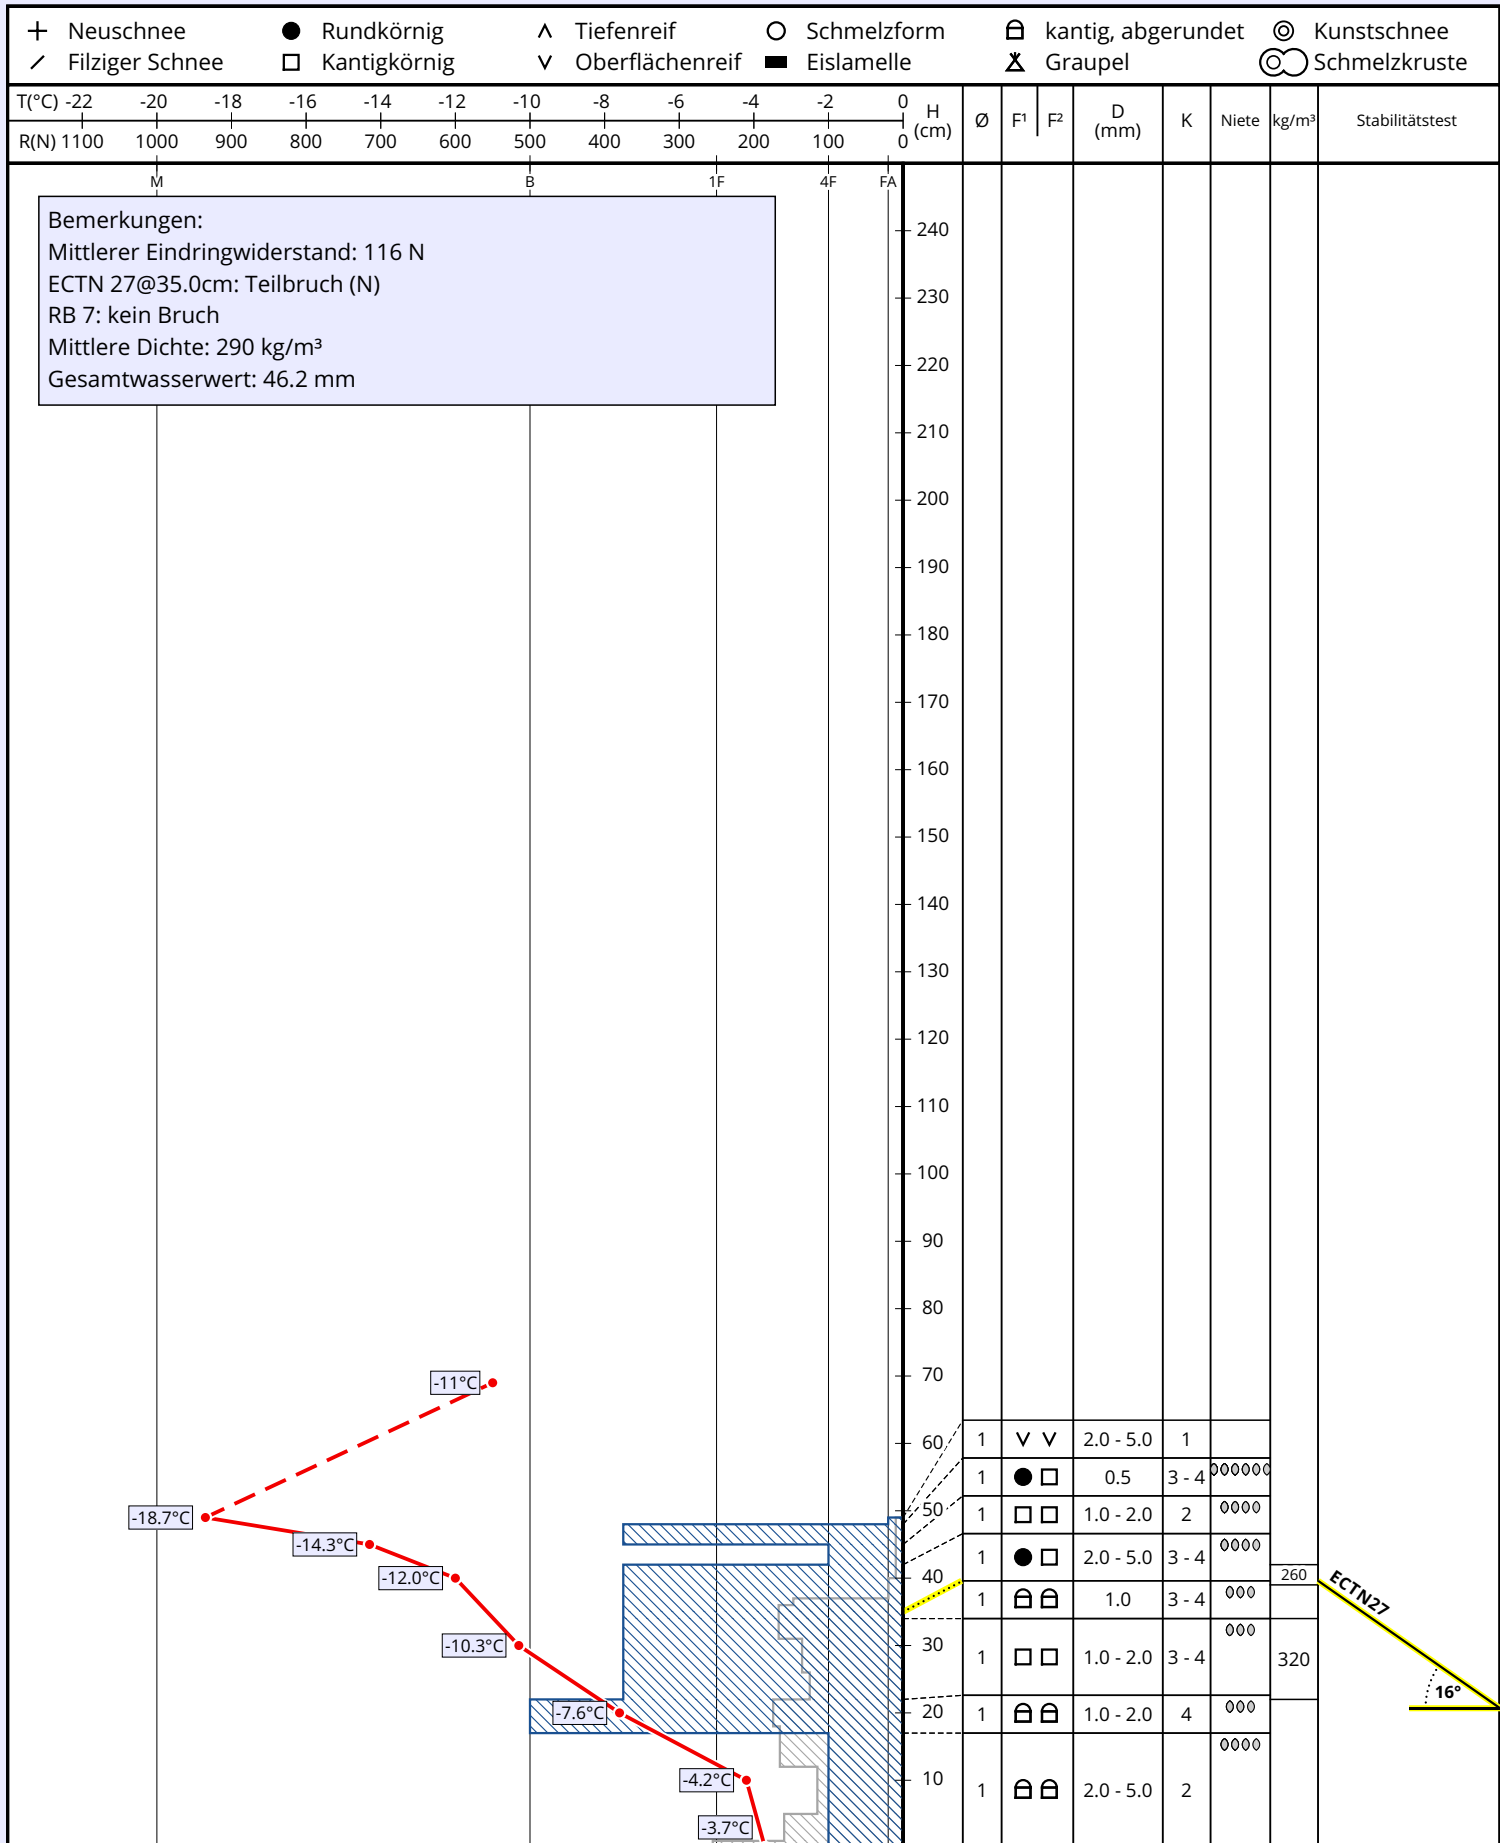 Neuschnee Rundkörnig Tiefenreif Schmelzform kantig, abgerundet Kunstschnee
Filziger Schnee Kantigkörnig Oberflächenreif Eislamelle Graupel Schmelzkruste
T(°C) -22 -20 -18 -16 -14 -12 -10 -8 -6 -4 -2 0
R(N) 1100 1000 900 800 700 600 500 400 300 200 100 0
H (cm) Ø F¹ F² D (mm) K Niete kg/m³ Stabilitätstest
M B 1F 4F FA
Bemerkungen:
Mittlerer Eindringwiderstand: 116 N
ECTN 27@35.0cm: Teilbruch (N)
RB 7: kein Bruch
Mittlere Dichte: 290 kg/m³
Gesamtwasserwert: 46.2 mm
240
230
220
210
200
190
180
170
160
150
140
130
120
110
100
90
80
70
60
50
40
30
20
10
-11°C
-18.7°C
-14.3°C
-12.0°C
-10.3°C
-7.6°C
-4.2°C
-3.7°C
1 2.0 - 5.0 1
1 0.5 3 - 4
1 1.0 - 2.0 2
1 2.0 - 5.0 3 - 4
260
1 1.0 3 - 4
1 1.0 - 2.0 3 - 4 320
1 1.0 - 2.0 4
1 2.0 - 5.0 2
ECTN27
16°